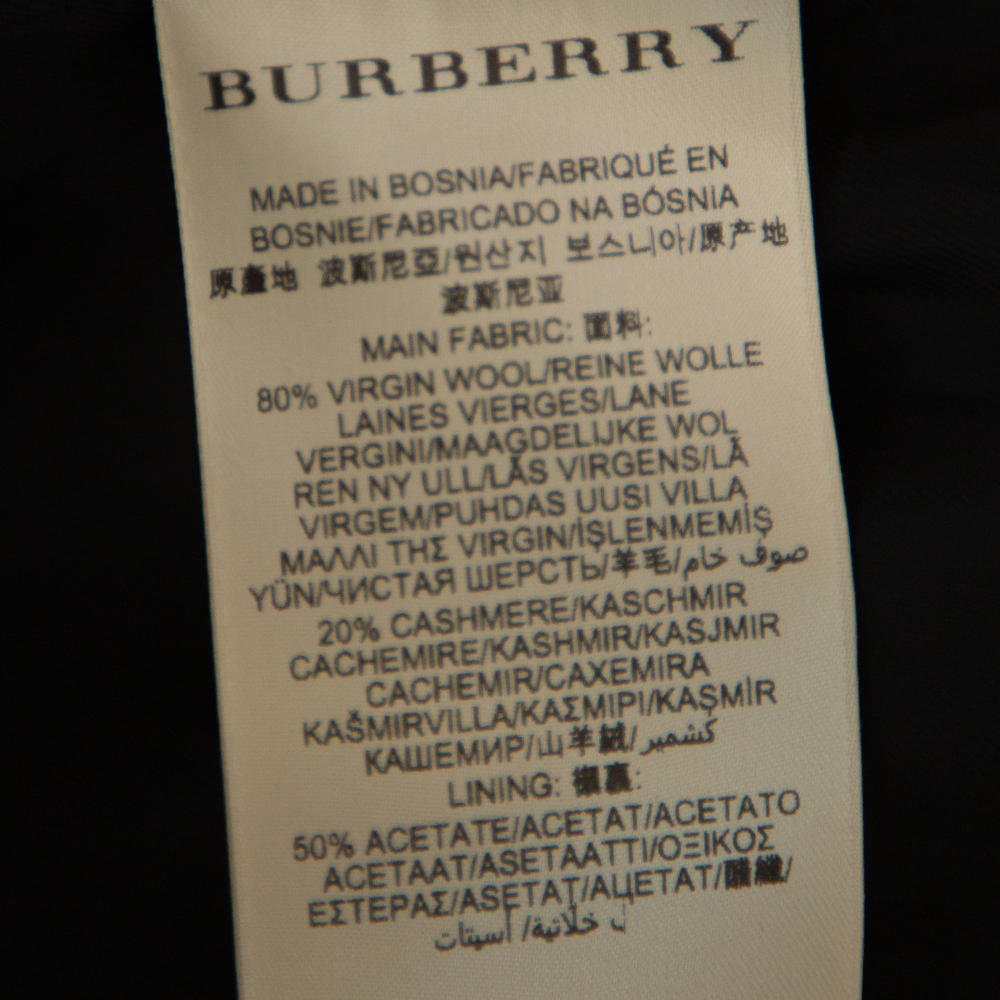 BURBERRY
MADE IN BOSNIA/FABRIQUÉ EN
BOSNIE/FABRICADO NA BÓSNIA
原產地 波斯尼亞/원산지 보스니아/原产地
波斯尼亚
MAIN FABRIC: 面料:
80% VIRGIN WOOL/REINE WOLLE
LAINES VIERGES/LANE
VERGINI/MAAGDELIJKE WOL
REN NY ULL/LÃS VIRGENS/LÃ
VIRGEM/PUHDAS UUSI VILLA
ΜΑΛΛΙ ΤΗΣ VIRGIN/İŞLENMEMİŞ
YÜN/ЧИСТАЯ ШЕРСТЬ/羊毛/صوف خام
20% CASHMERE/KASCHMIR
CACHEMIRE/KASHMIR/KASJMIR
CACHEMIR/CAXEMIRA
KAŠMIRVILLA/ΚΑΣΜΙΡΙ/KAŞMİR
КАШЕМИР/山羊絨/كشمير
LINING: 裏:
50% ACETATE/ACETAT/ACETATO
ACETAAT/ASETAATTI/ΟΞΙΚΟΣ
ΕΣΤΕΡΑΣ/ASETAT/АЦЕТАТ/醋纖/
خلاتية/ أسيتات